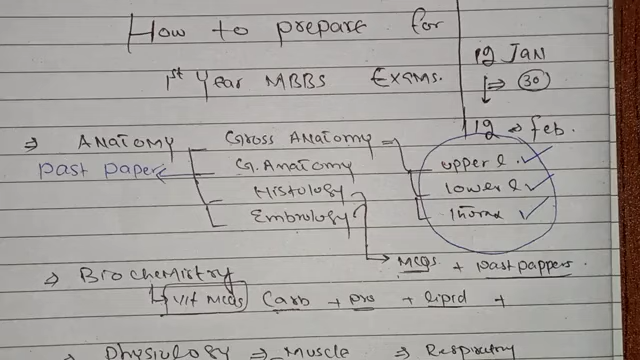 How to prepare for
1st Year MBBS Exams.
19 JAN
⇒ 30
19 → Feb.
⇒ Anatomy Gross Anatomy
Past paper G. Anatomy upper l. ✓
Histology lower l ✓
Embrology Thorax ✓
→ MCQs + past pappers.
→ Biochemistry
Vit MCQs Carb + pro + lipid +
→ Physiology ⇒ Muscle → Respiratory